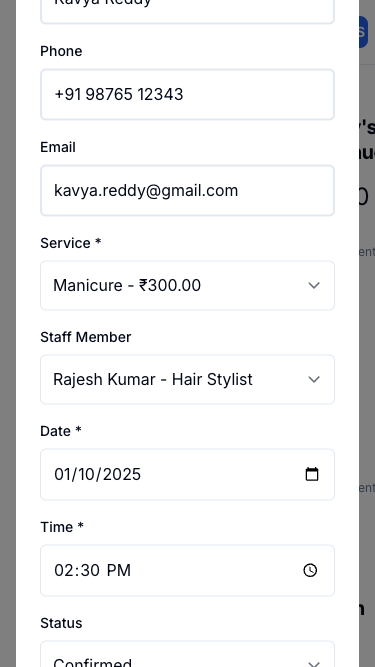 Kavya Reddy
Phone
+91 98765 12343
Email
kavya.reddy@gmail.com
Service *
Manicure - ₹300.00
Staff Member
Rajesh Kumar - Hair Stylist
Date *
01/10/2025
Time *
02:30 PM
Status
Confirmed